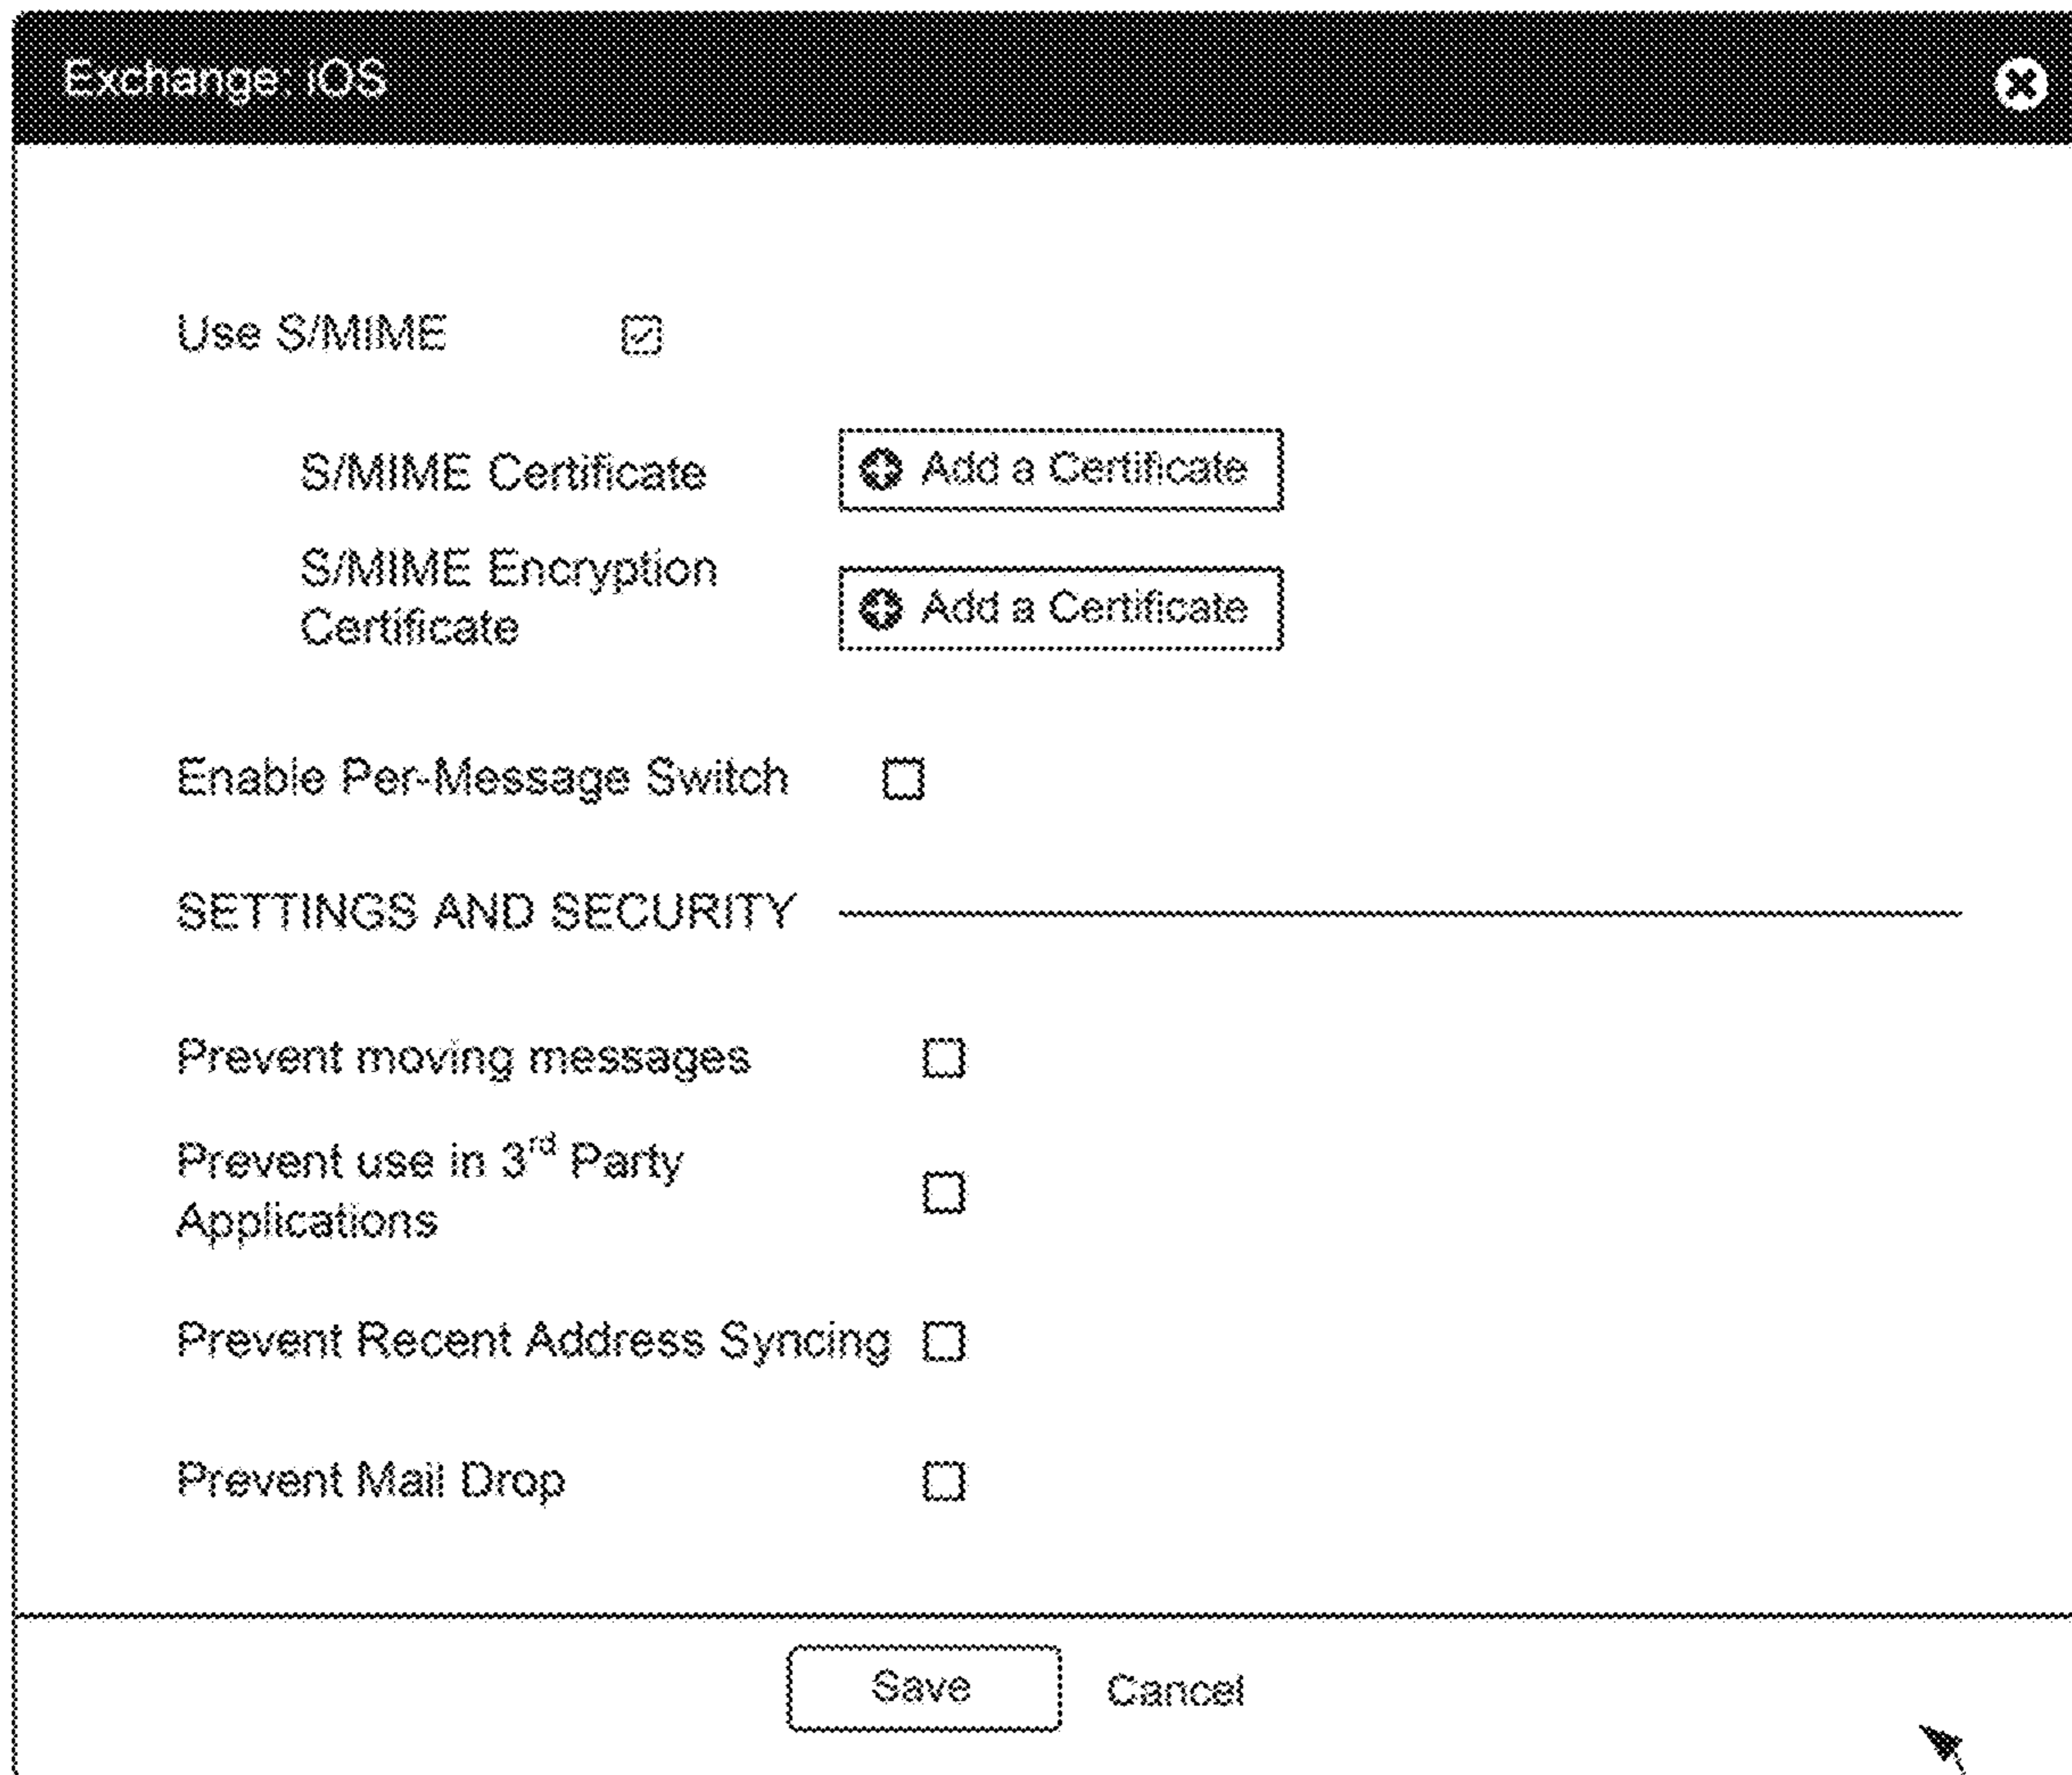 Exchange: iOS
Use S/MIME
S/MIME Certificate
Add a Certificate
S/MIME Encryption
Certificate
Add a Certificate
Enable Per-Message Switch
SETTINGS AND SECURITY
Prevent moving messages
Prevent use in 3rd Party
Applications
Prevent Recent Address Syncing
Prevent Mail Drop
Save
Cancel